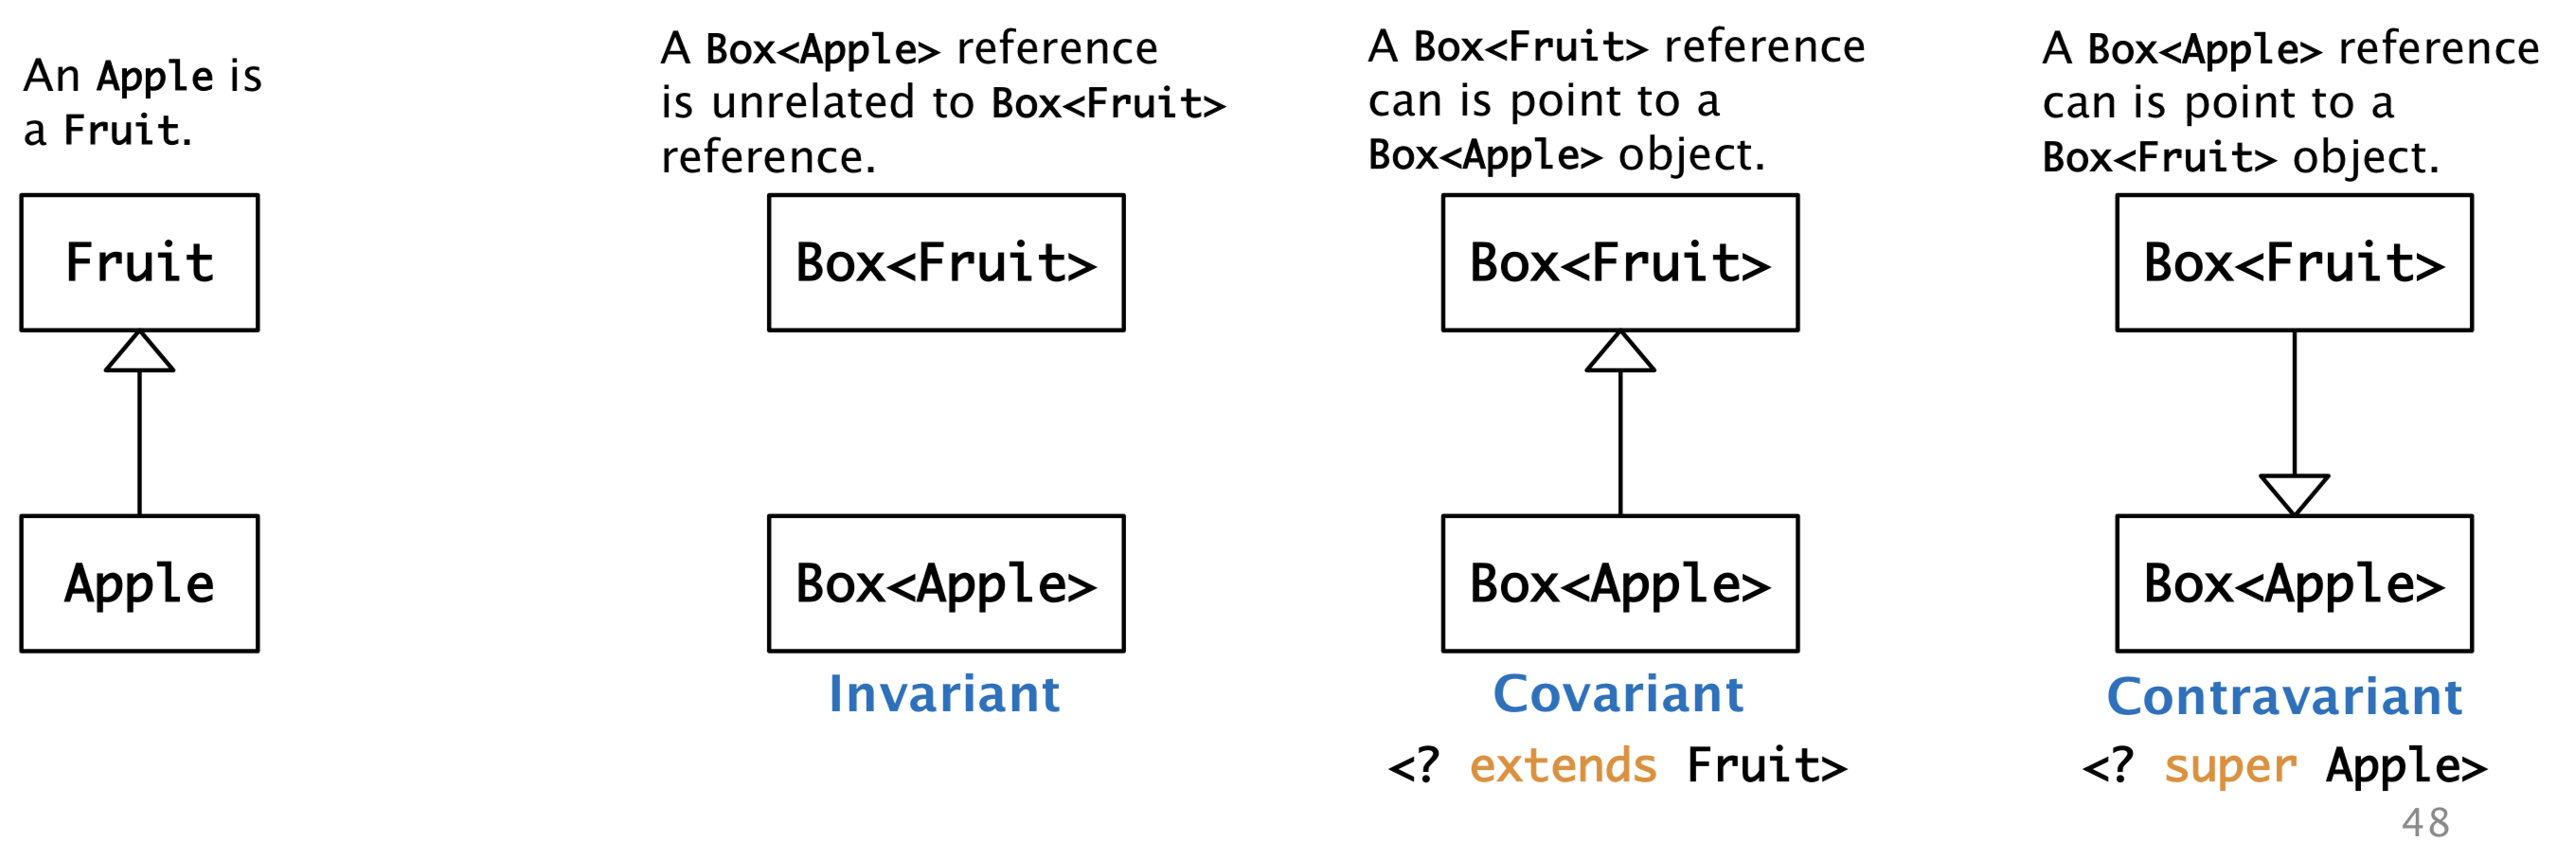 An Apple is
a Fruit.
Fruit
Apple
A Box<Apple> reference
is unrelated to Box<Fruit>
reference.
Box<Fruit>
Box<Apple>
Invariant
A Box<Fruit> reference
can is point to a
Box<Apple> object.
Box<Fruit>
Box<Apple>
Covariant
<? extends Fruit>
A Box<Apple> reference
can is point to a
Box<Fruit> object.
Box<Fruit>
Box<Apple>
Contravariant
<? super Apple>
48